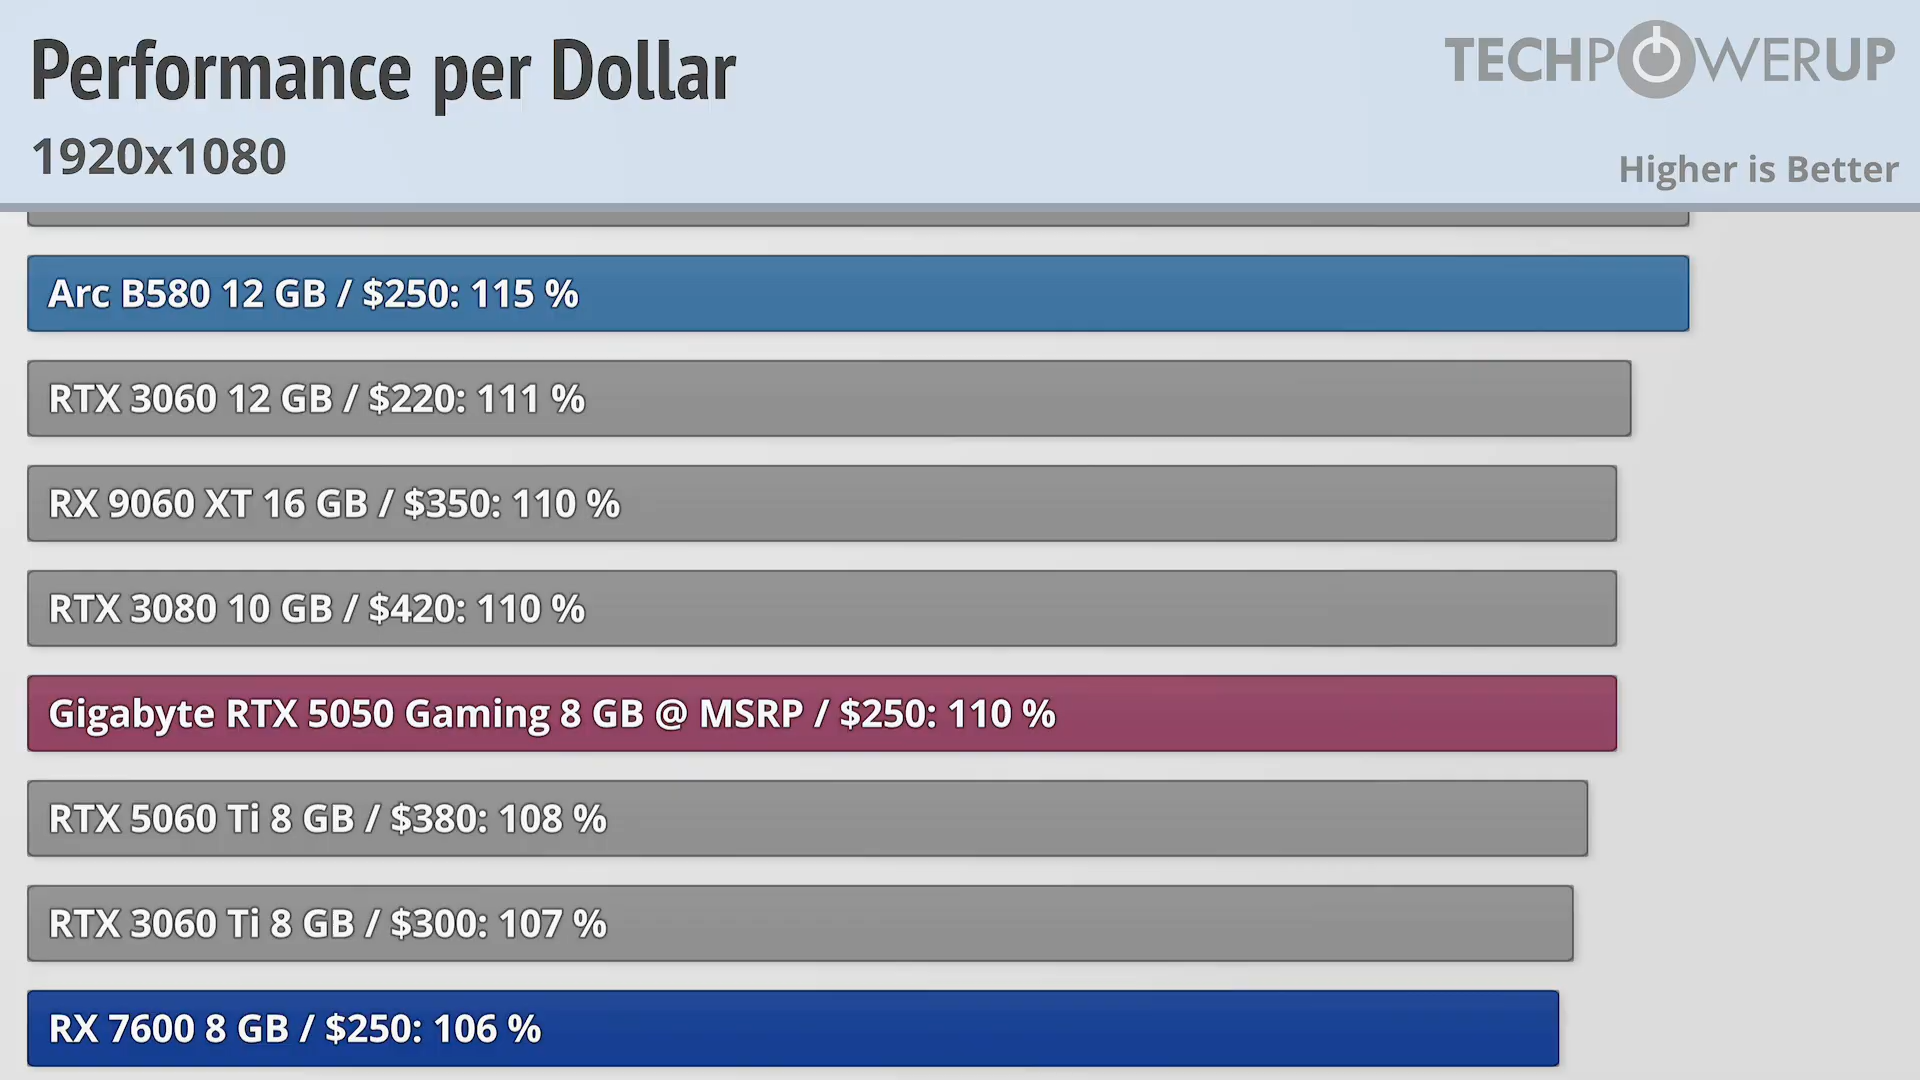 Performance per Dollar
TECHPOWERUP
1920x1080
Higher is Better
Arc B580 12 GB / $250: 115 %
RTX 3060 12 GB / $220: 111 %
RX 9060 XT 16 GB / $350: 110 %
RTX 3080 10 GB / $420: 110 %
Gigabyte RTX 5050 Gaming 8 GB @ MSRP / $250: 110 %
RTX 5060 Ti 8 GB / $380: 108 %
RTX 3060 Ti 8 GB / $300: 107 %
RX 7600 8 GB / $250: 106 %